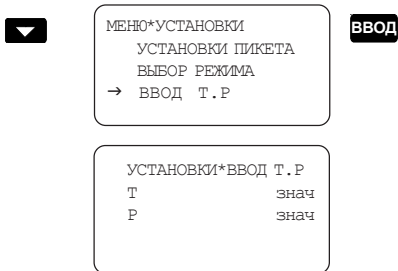 МЕНЮ*УСТАНОВКИ
УСТАНОВКИ ПИКЕТА
ВЫБОР РЕЖИМА
→ ВВОД Т.Р
ВВОД
УСТАНОВКИ*ВВОД Т.Р
Т знач
Р знач